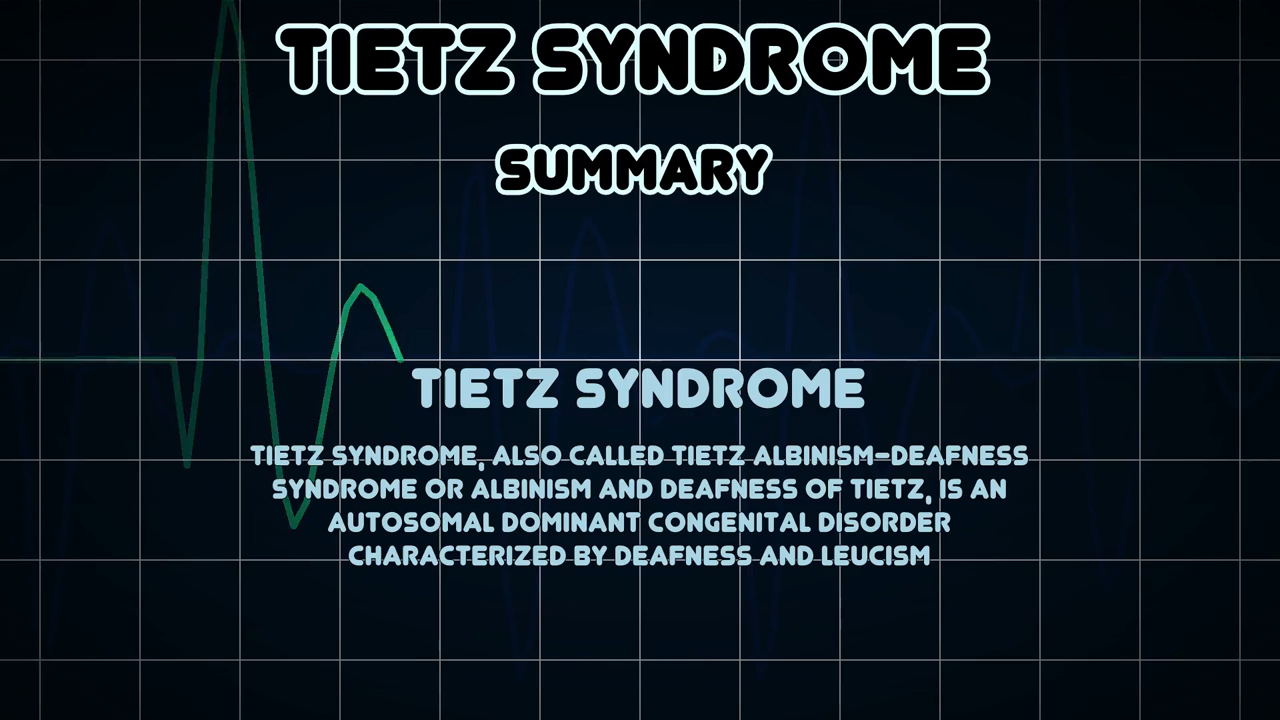 TIETZ SYNDROME
SUMMARY
TIETZ SYNDROME
TIETZ SYNDROME, ALSO CALLED TIETZ ALBINISM-DEAFNESS
SYNDROME OR ALBINISM AND DEAFNESS OF TIETZ, IS AN
AUTOSOMAL DOMINANT CONGENITAL DISORDER
CHARACTERIZED BY DEAFNESS AND LEUCISM